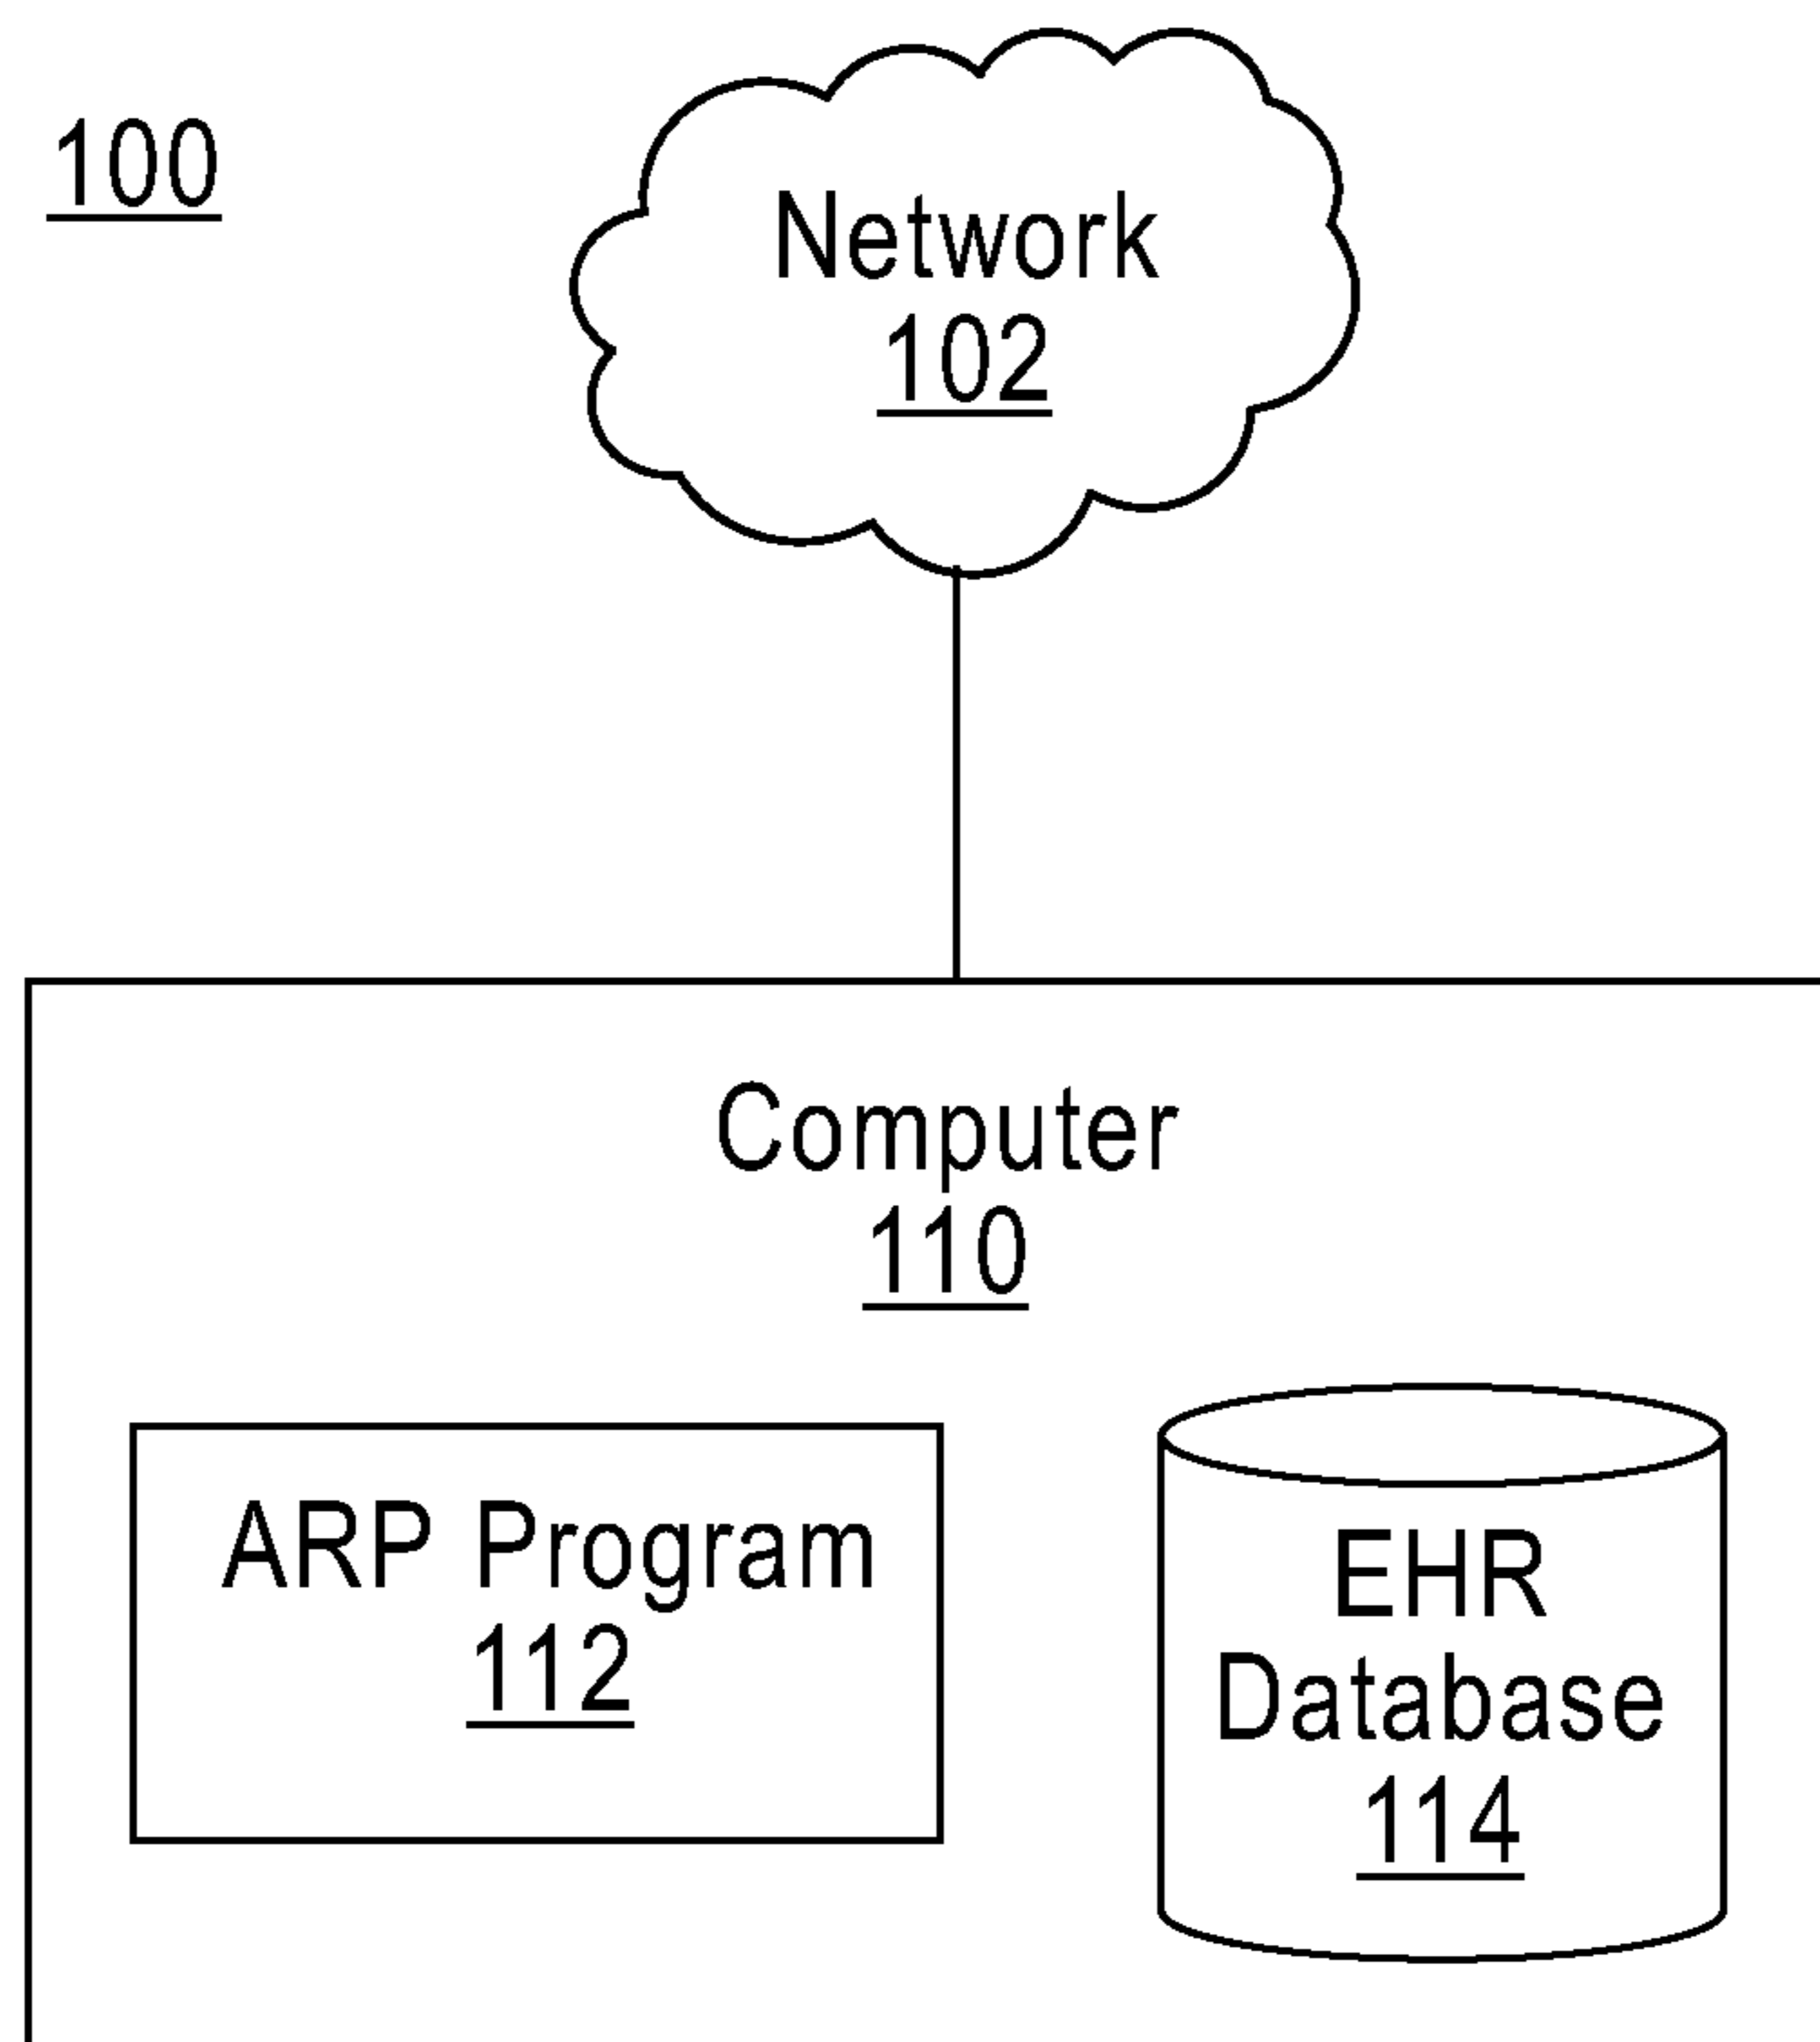 100
Network
102
Computer
110
ARP Program
112
EHR
Database
114